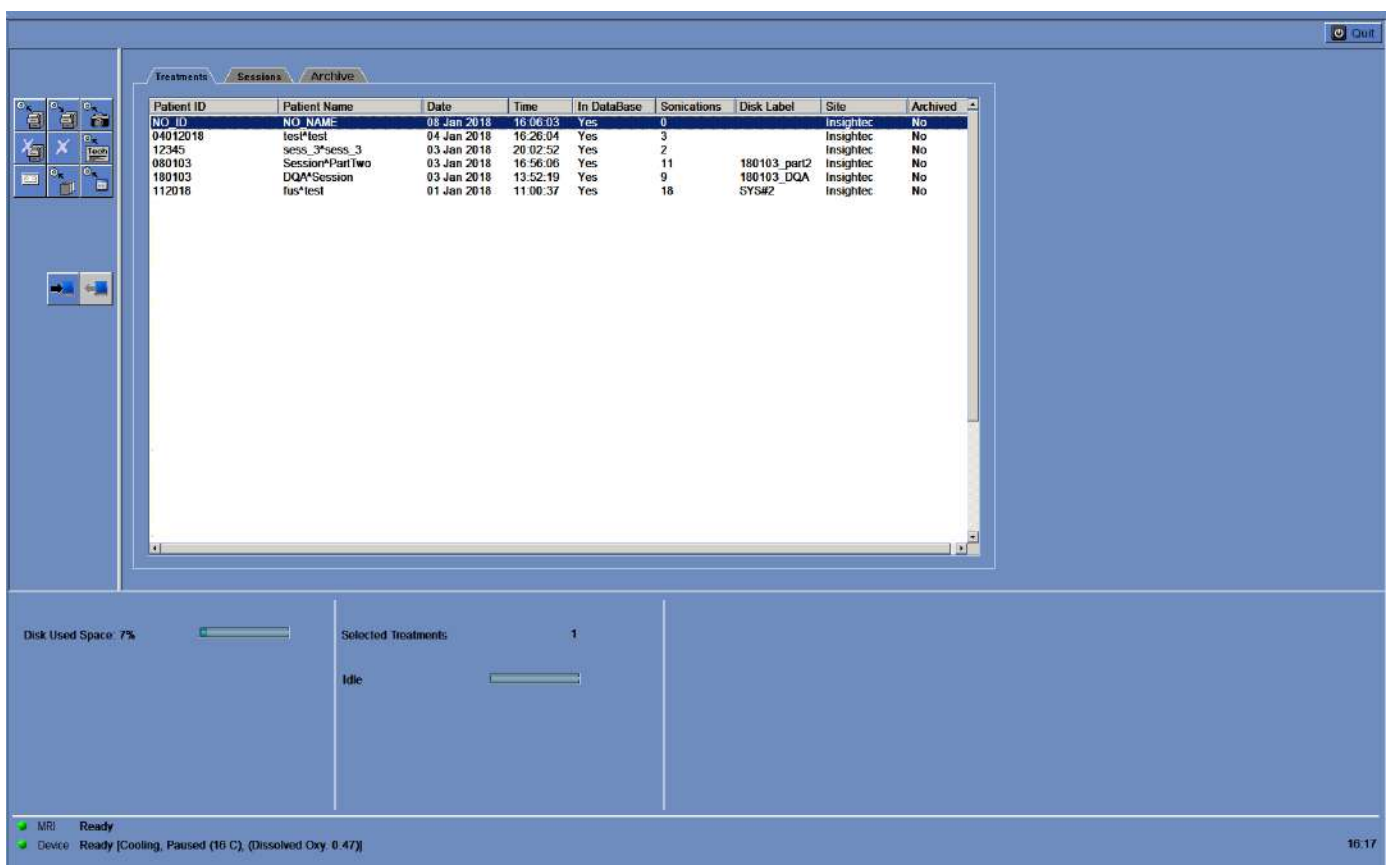 Quit
Treatments Sessions Archive
Patient ID Patient Name Date Time In DataBase Sonications Disk Label Site Archived
NO_ID NO_NAME 08 Jan 2018 16:06:03 Yes 0 Insightec No
04012018 test^test 04 Jan 2018 16:26:04 Yes 3 Insightec No
12345 sess_3^sess_3 03 Jan 2018 20:02:52 Yes 2 Insightec No
080103 Session^PartTwo 03 Jan 2018 16:56:06 Yes 11 180103_part2 Insightec No
180103 DQA^Session 03 Jan 2018 13:52:19 Yes 9 180103_DQA Insightec No
112018 fus^test 01 Jan 2018 11:00:37 Yes 18 SYS#2 Insightec No
Tech
Disk Used Space: 7% Selected Treatments 1
Idle
MRI Ready
Device Ready [Cooling, Paused (16 C), (Dissolved Oxy. 0.47)] 16:17